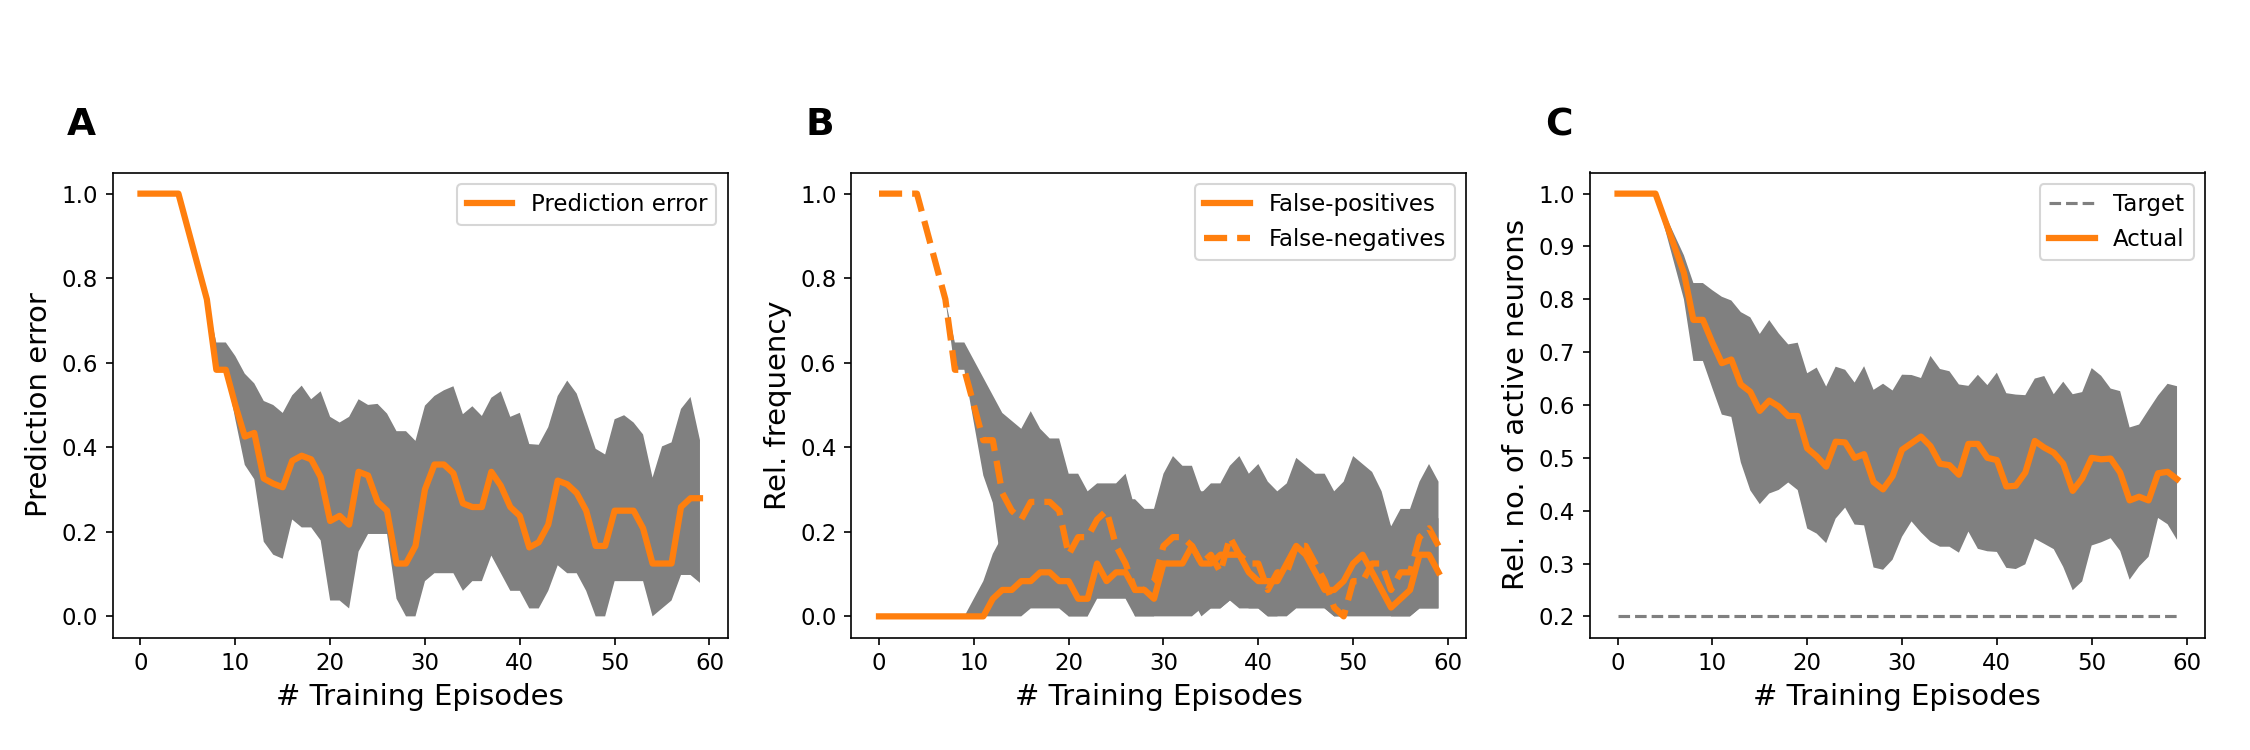 A
B
C
Prediction error
1.0
0.8
0.6
0.4
0.2
0.0
Prediction error
0 10 20 30 40 50 60
# Training Episodes
Rel. frequency
1.0
0.8
0.6
0.4
0.2
0.0
False-positives
False-negatives
0 10 20 30 40 50 60
# Training Episodes
Rel. no. of active neurons
1.0
0.9
0.8
0.7
0.6
0.5
0.4
0.3
0.2
Target
Actual
0 10 20 30 40 50 60
# Training Episodes